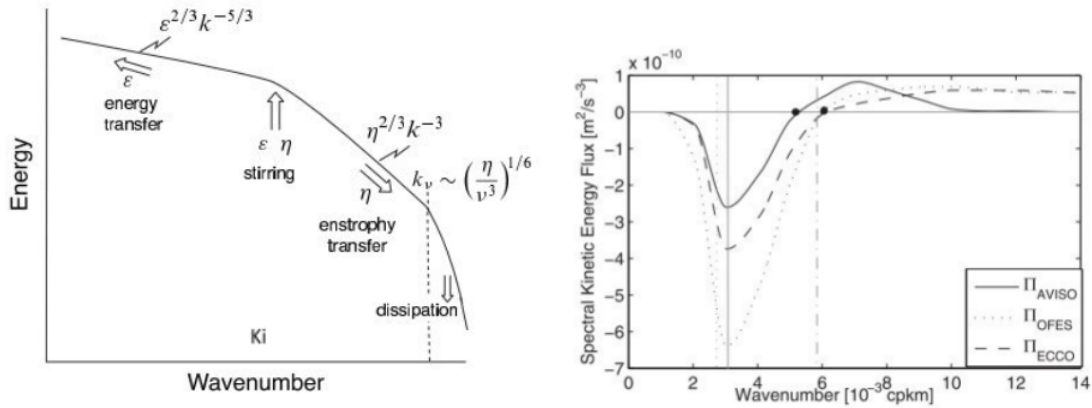 ε^{2/3}k^{-5/3}
ε
energy
transfer
ε η
stirring
η^{2/3}k^{-3}
η
k_ν ∼ (η/ν^3)^{1/6}
enstrophy
transfer
dissipation
Ki
Energy
Wavenumber
x 10^{-10}
Spectral Kinetic Energy Flux [m^2/s^{-3}]
1
0
-1
-2
-3
-4
-5
-6
-7
Π_AVISO
Π_OFES
Π_ECCO
0 2 4 6 8 10 12 14
Wavenumber [10^{-3} cpkm]